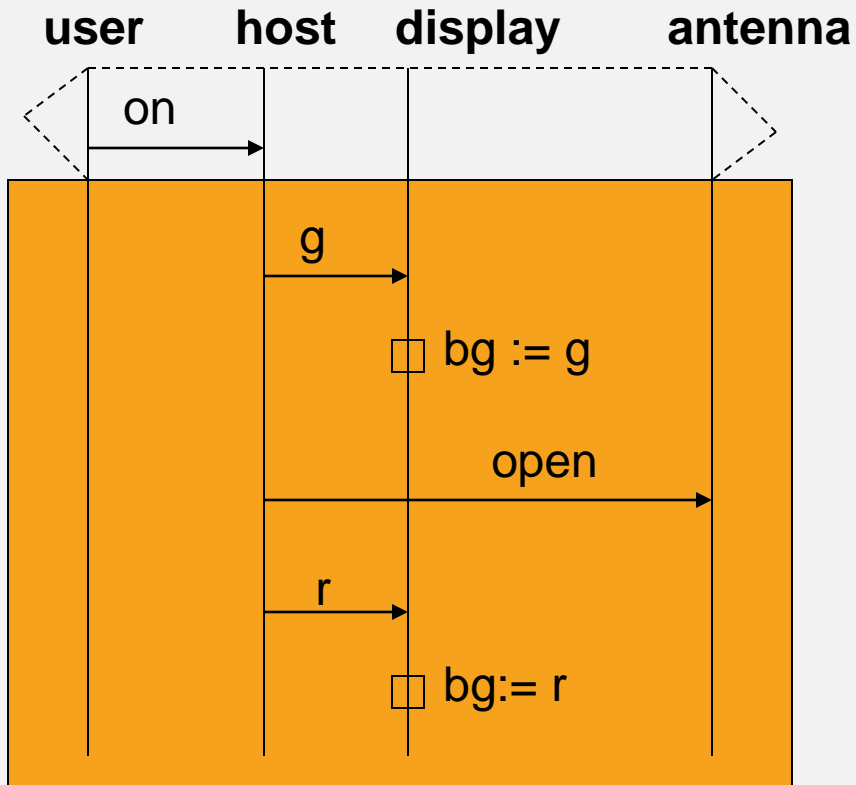 user host display antenna
on
g
bg := g
open
r
bg:= r